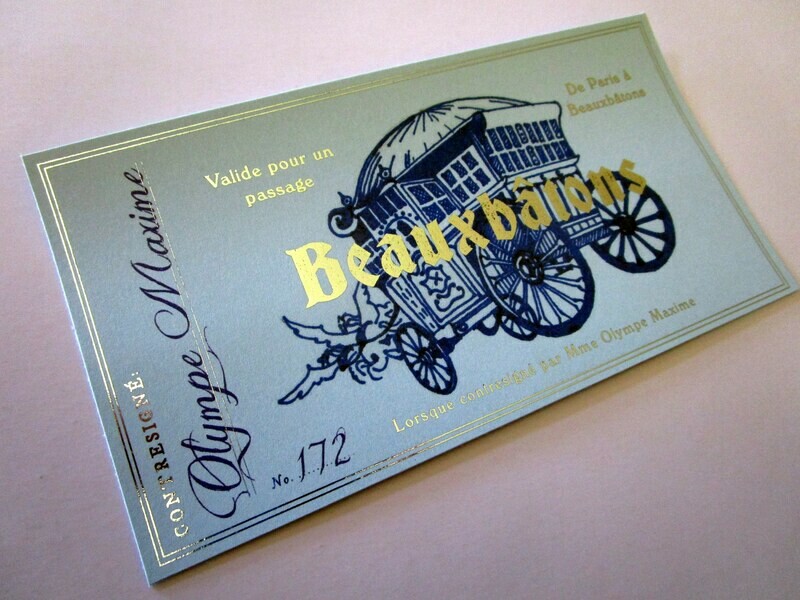 Valide pour un
passage
De Paris à
Beauxbâtons
Beauxbâtons
Lorsque contresigné par Mme Olympe Maxime
CONTRESIGNÉ:
Olympe Maxime
No. 172